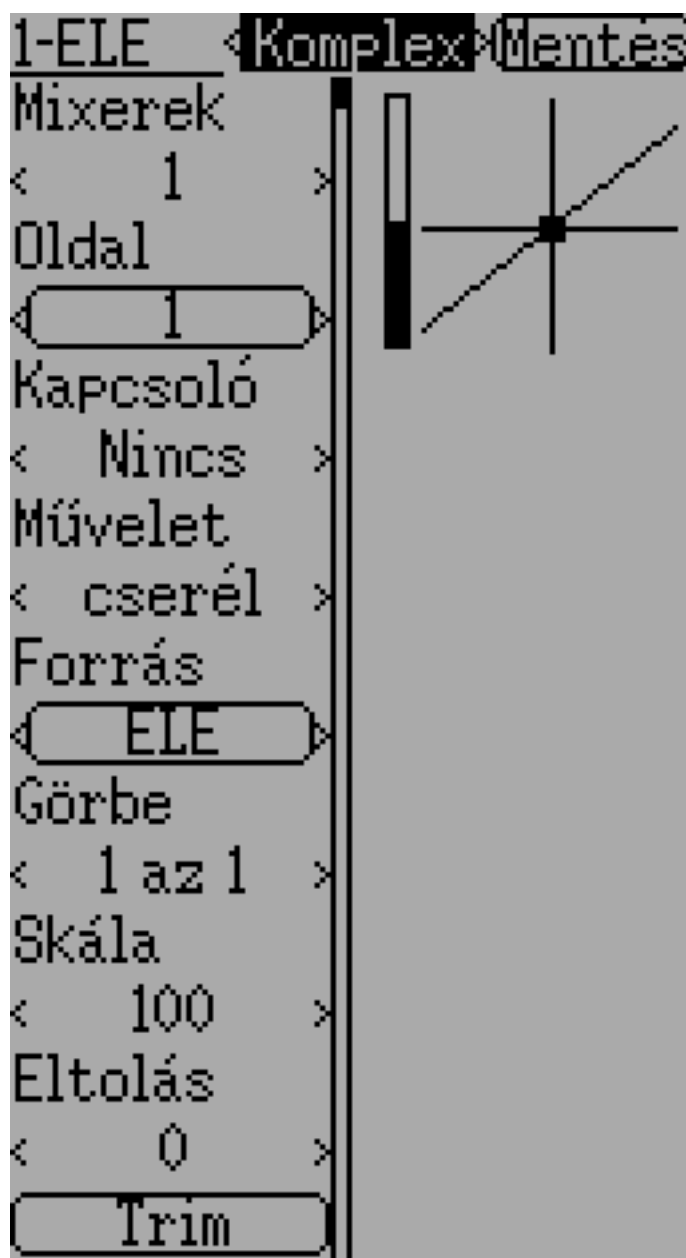 1-ELE Komplex Mentés
Mixerek
< 1 >
Oldal
1
Kapcsoló
< Nincs >
Művelet
< cserél >
Forrás
ELE
Görbe
< 1 az 1 >
Skála
< 100 >
Eltolás
< 0 >
Trim